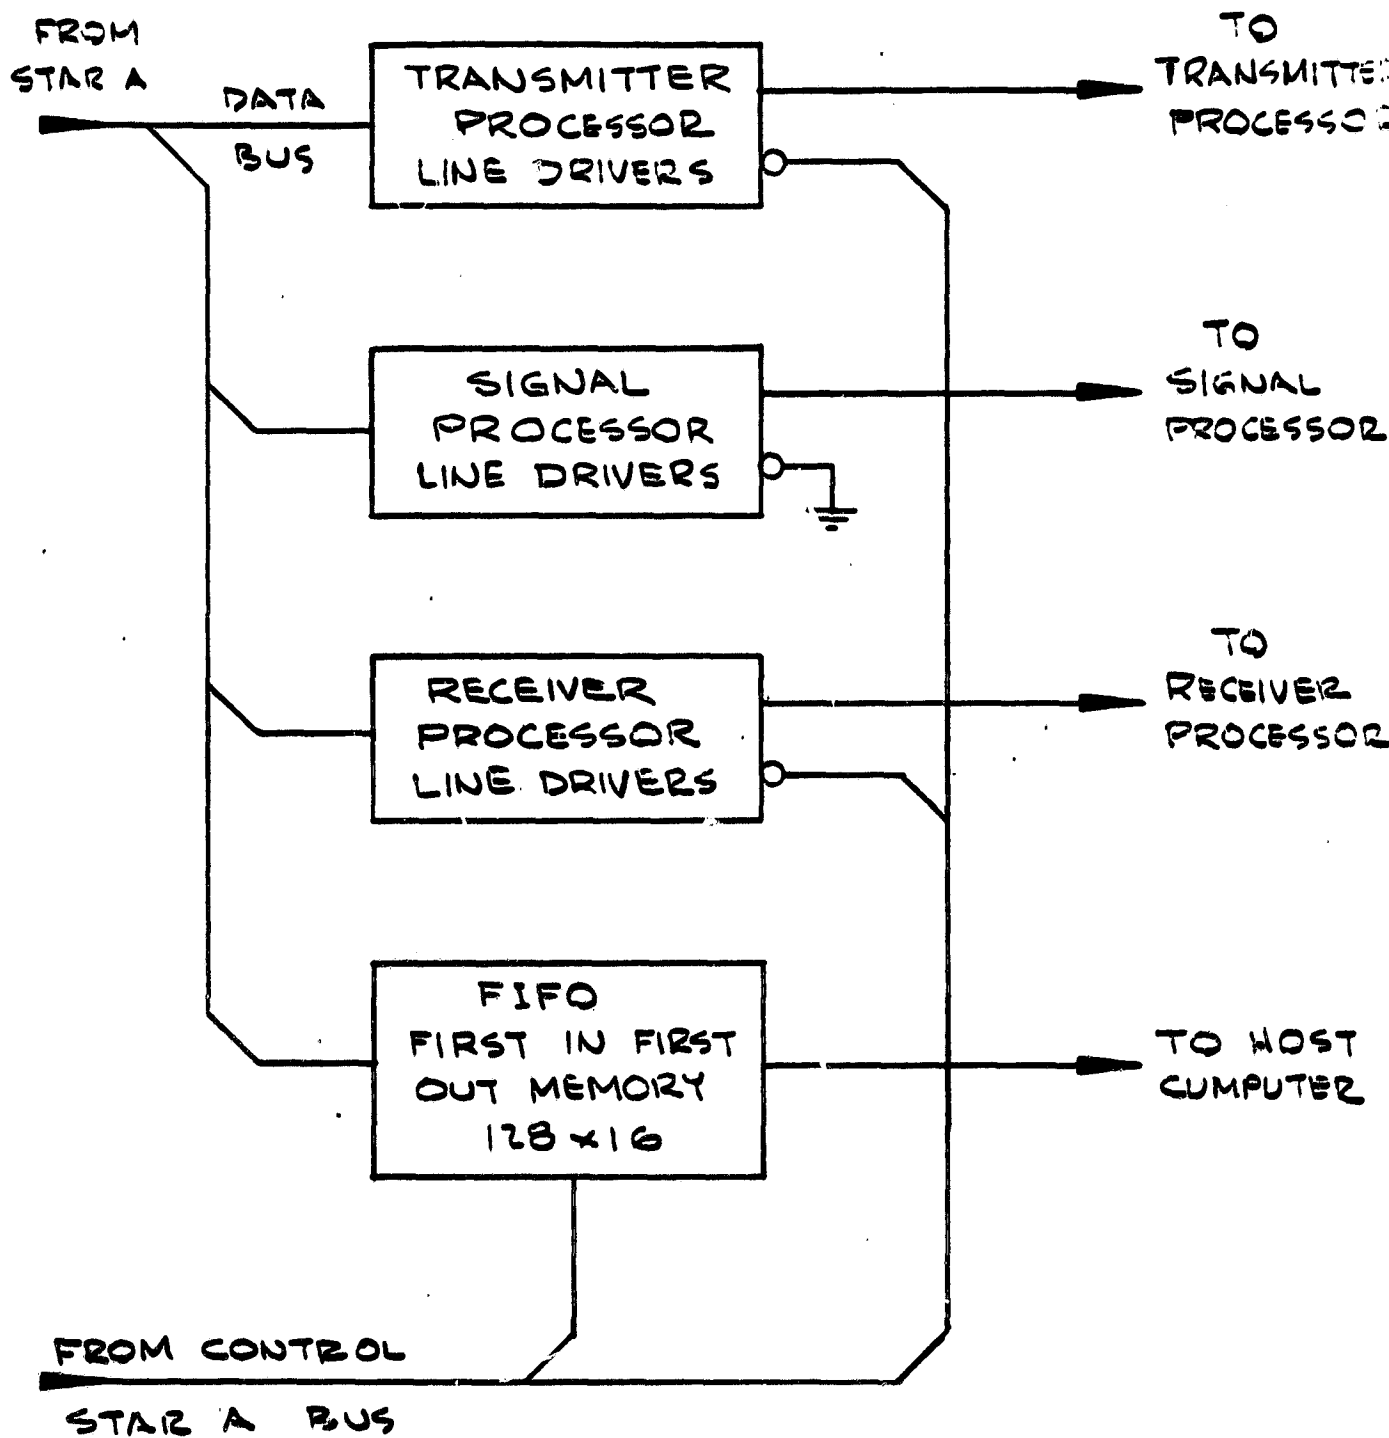 FROM
STAR A
DATA
BUS
TRANSMITTER
PROCESSOR
LINE DRIVERS
TO
TRANSMITTE
PROCESSO
SIGNAL
PROCESSOR
LINE DRIVERS
TO
SIGNAL
PROCESSOR
RECEIVER
PROCESSOR
LINE DRIVERS
TO
RECEIVER
PROCESSOR
FIFO
FIRST IN FIRST
OUT MEMORY
128 x 16
TO HOST
CUMPUTER
FROM CONTROL
STAR A BUS